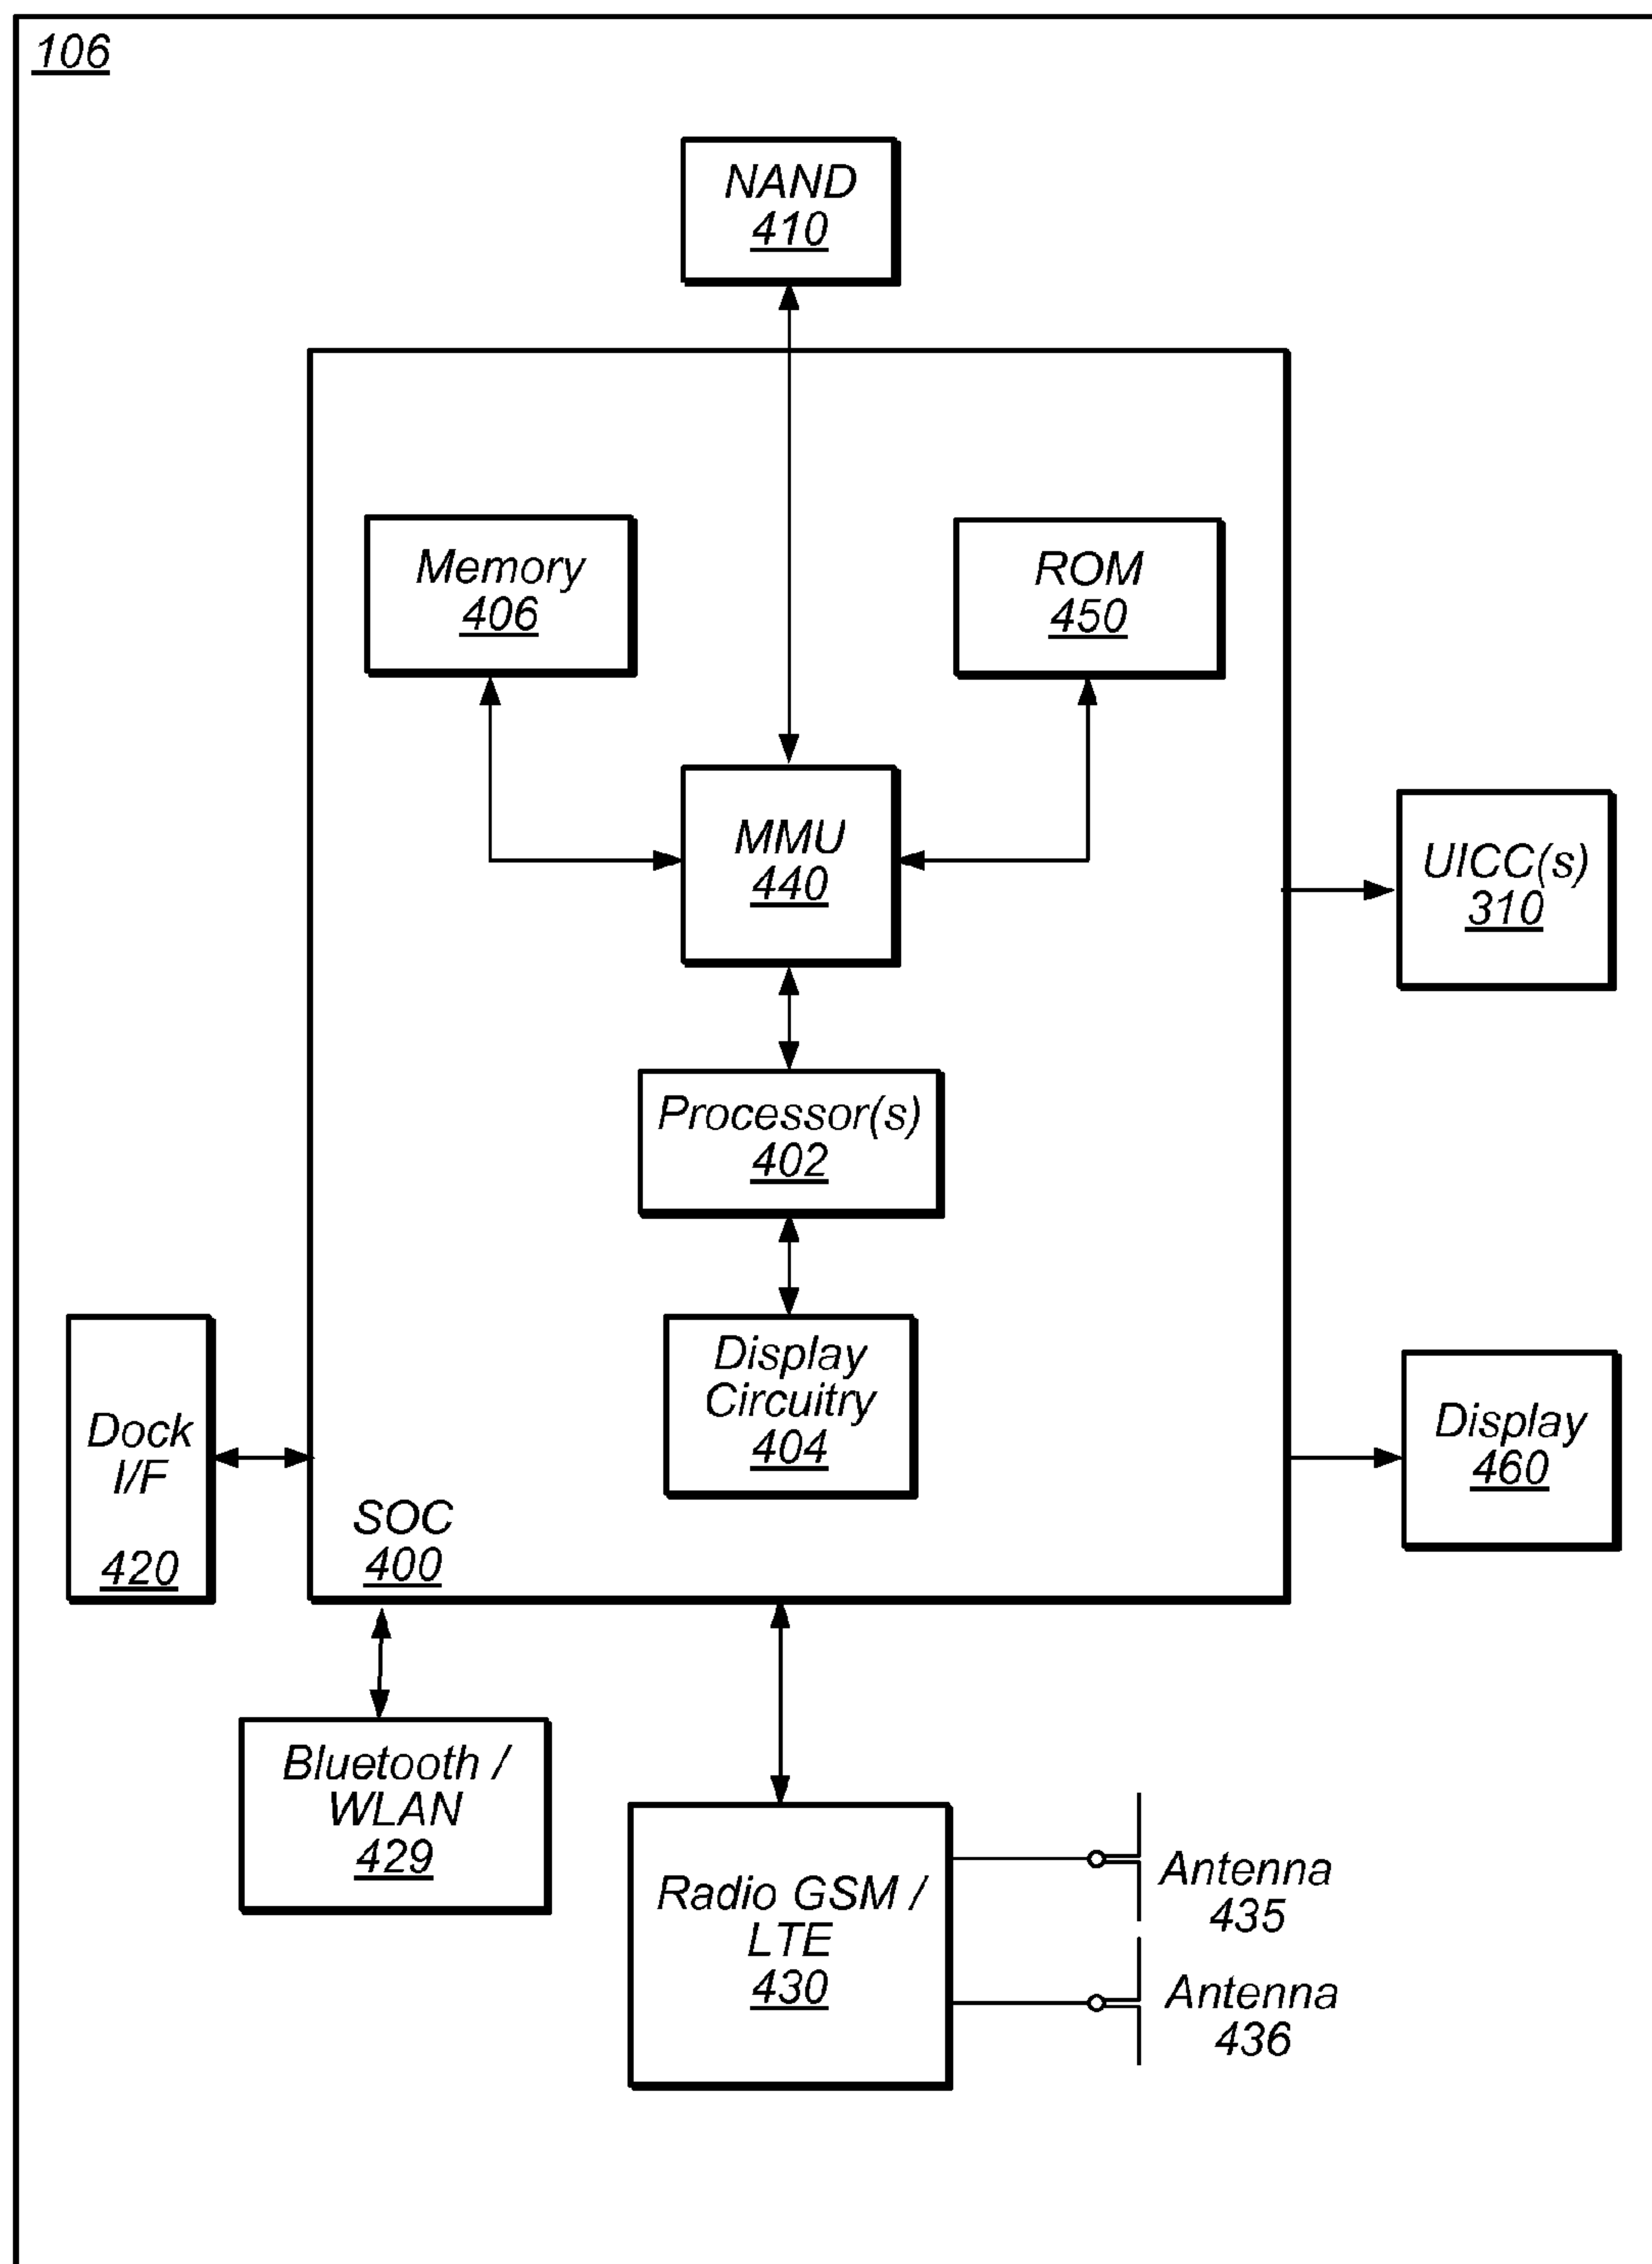 106
NAND
410
Memory
406
ROM
450
MMU
440
UICC(s)
310
Processor(s)
402
Display
Circuitry
404
Dock
I/F
420
Display
460
SOC
400
Bluetooth /
WLAN
429
Radio GSM /
LTE
430
Antenna
435
Antenna
436